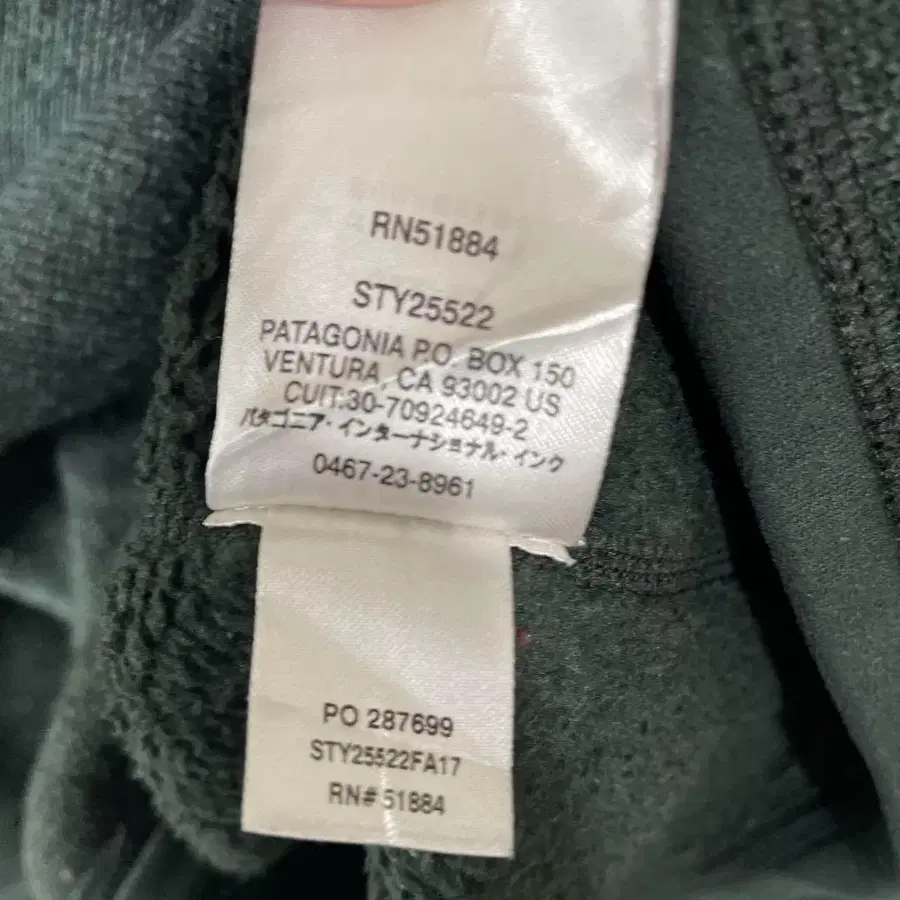 RN51884
STY25522
PATAGONIA P.O. BOX 150
VENTURA, CA 93002 US
CUIT:30-70924649-2
パタゴニア・インターナショナル・インク
0467-23-8961
PO 287699
STY25522FA17
RN# 51884